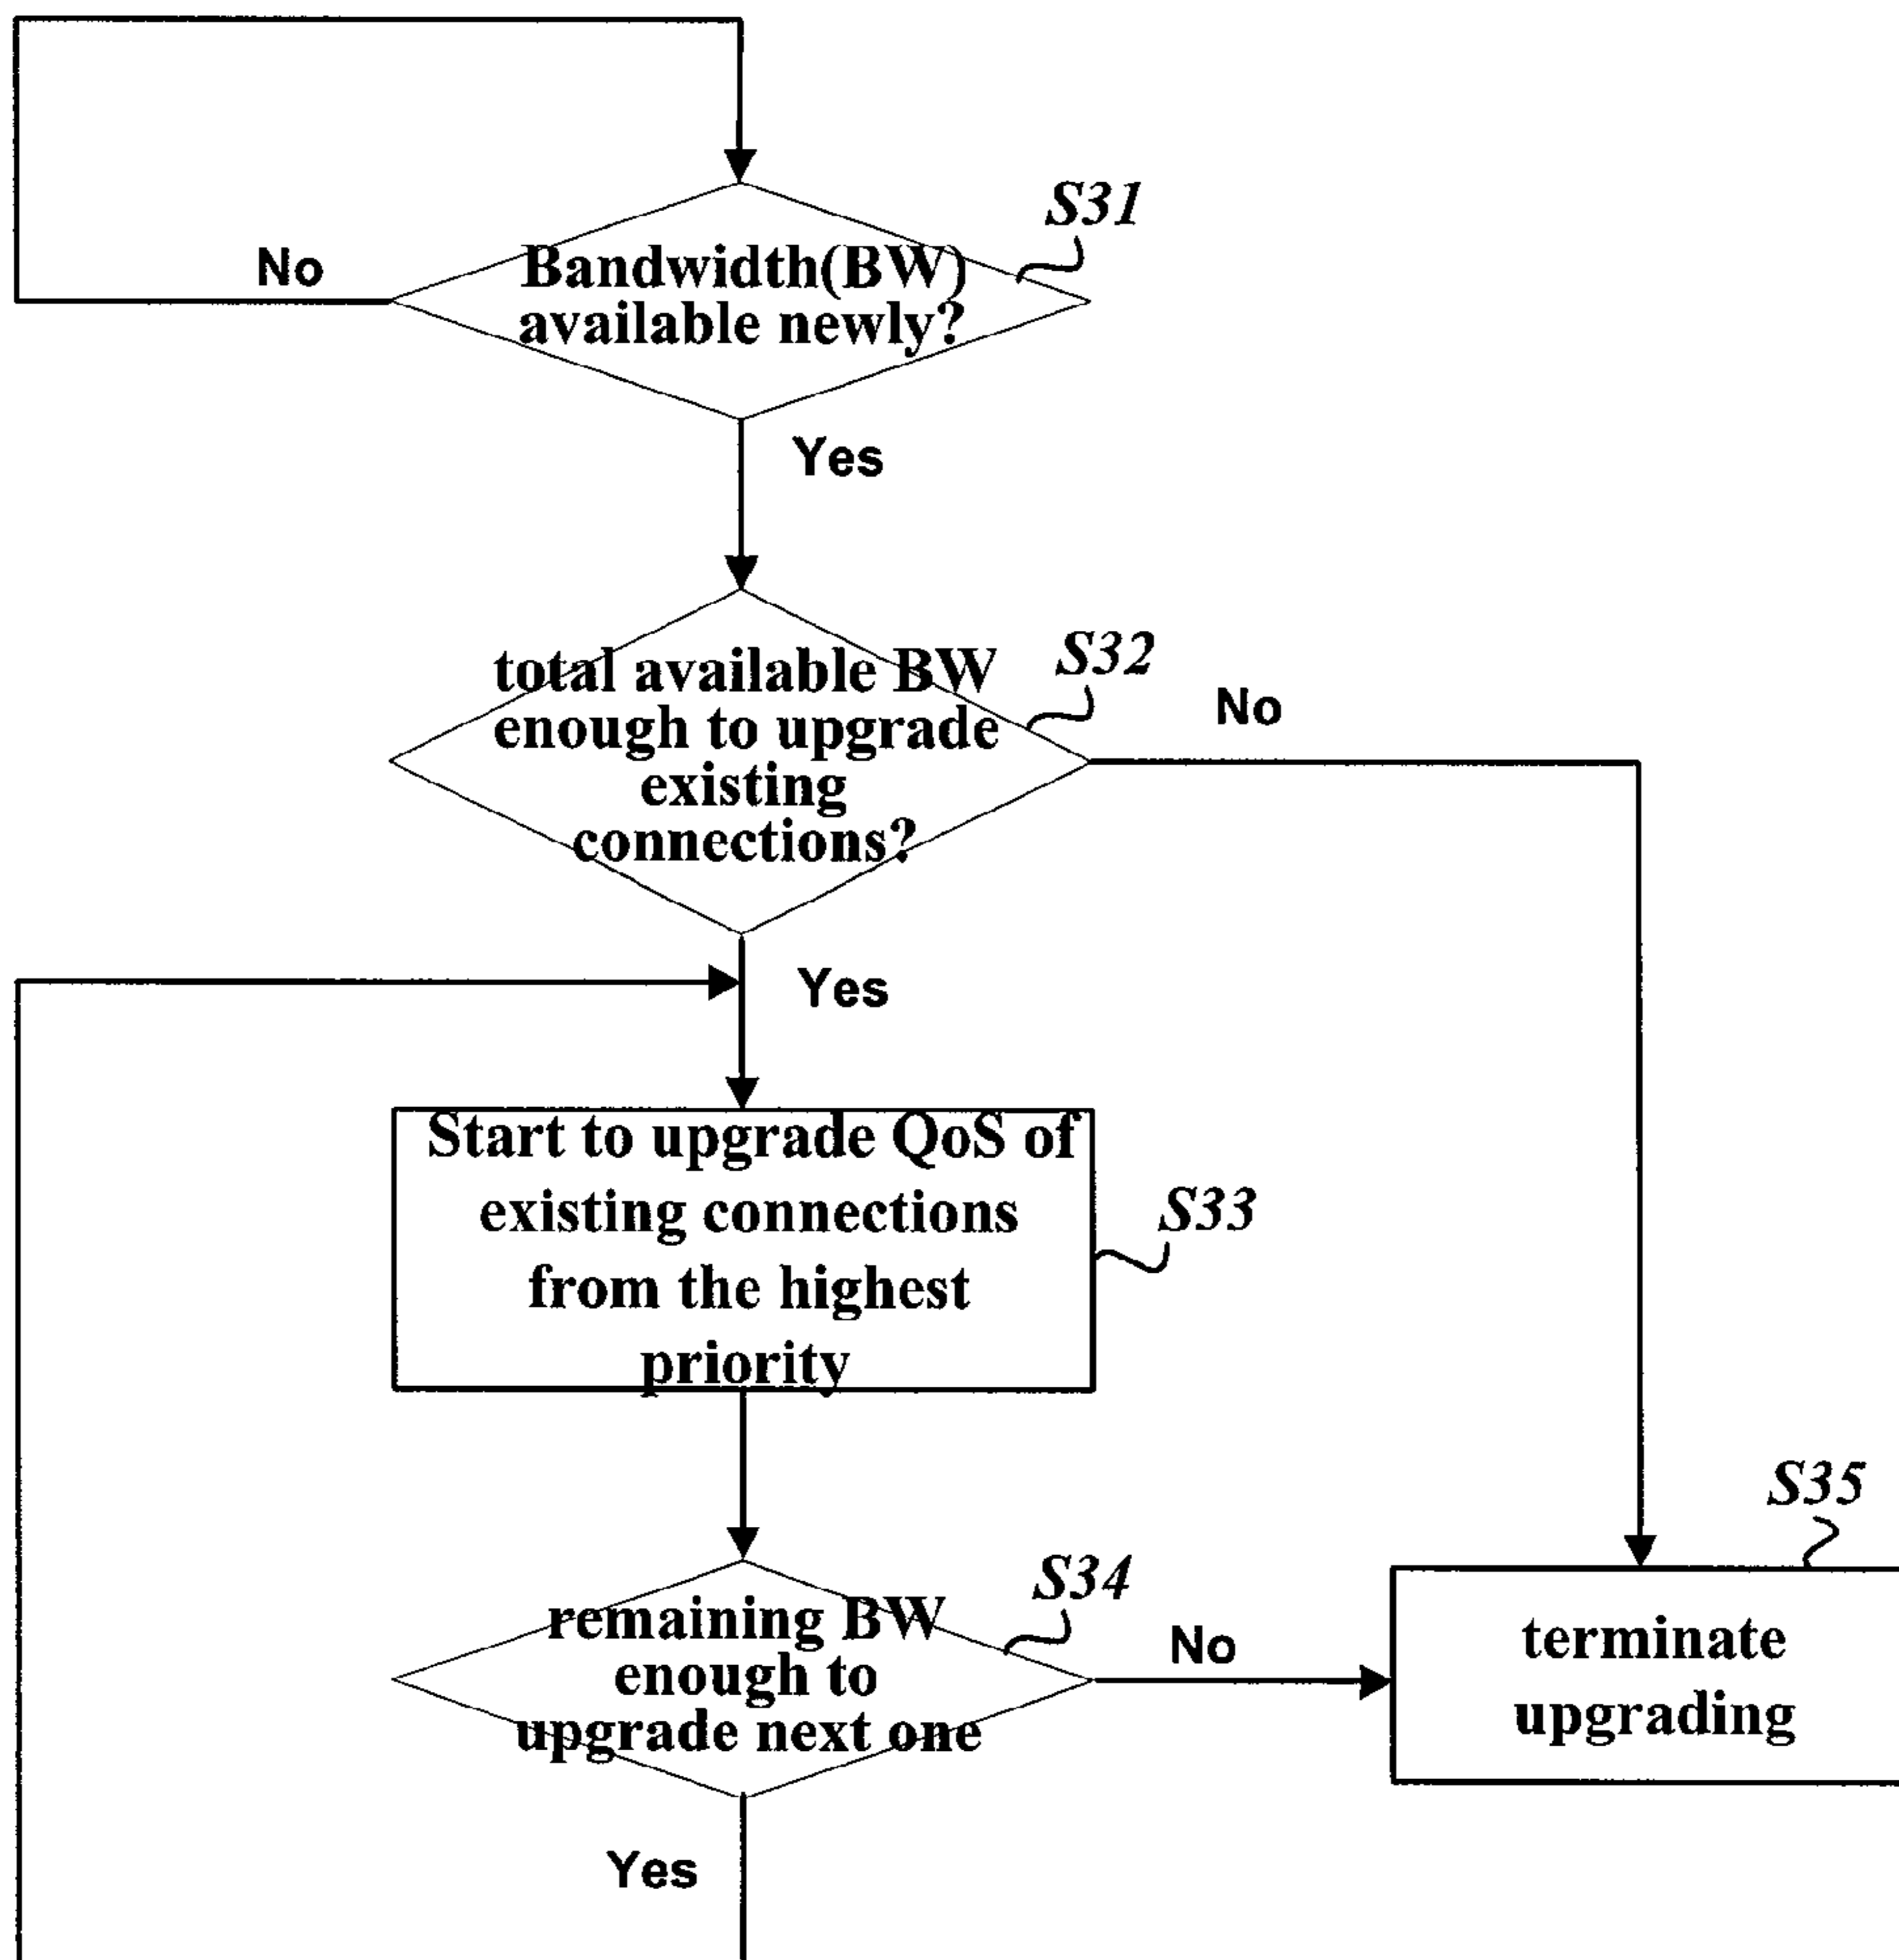 S31
No
Bandwidth(BW)
available newly?
Yes
S32
total available BW
enough to upgrade
existing
connections?
No
Yes
Start to upgrade QoS of
existing connections
from the highest
priority
S33
S35
S34
remaining BW
enough to
upgrade next one
No
terminate
upgrading
Yes